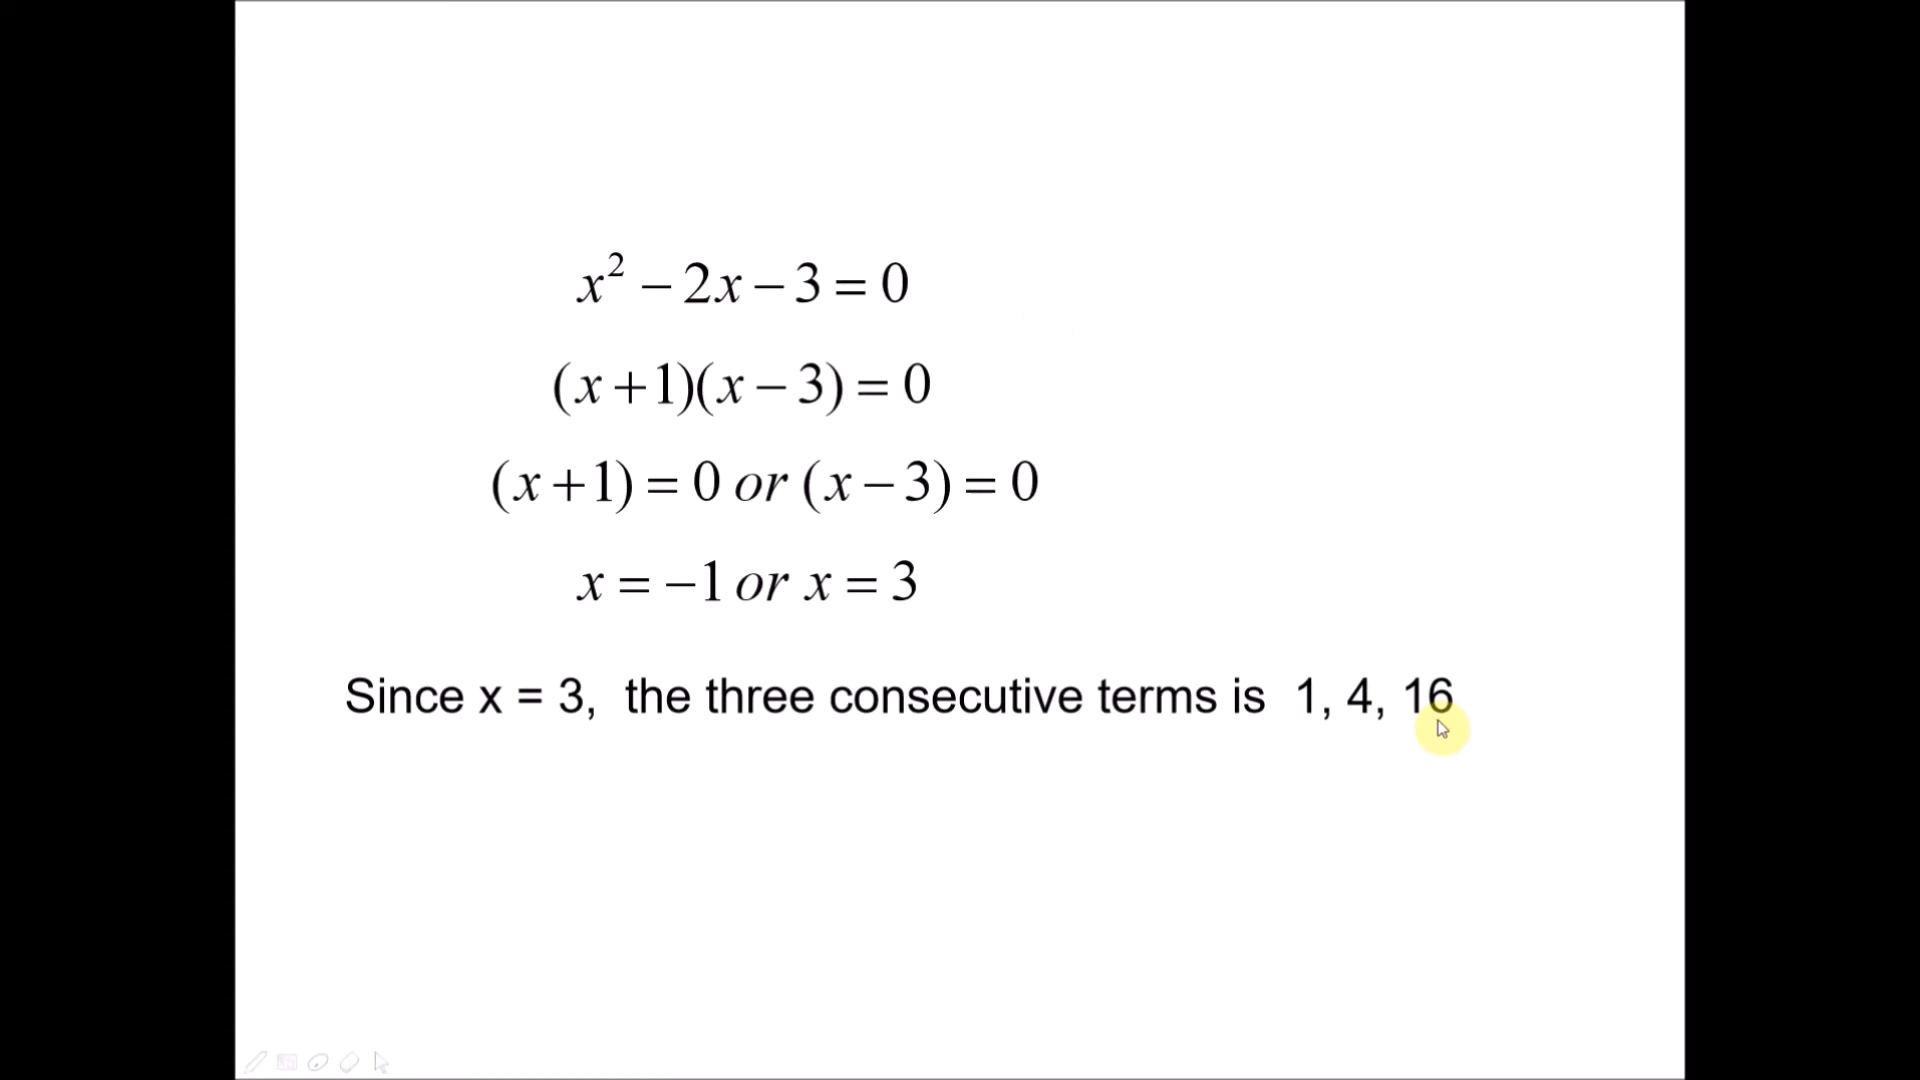 x² − 2x − 3 = 0
(x + 1)(x − 3) = 0
(x + 1) = 0 or (x − 3) = 0
x = −1 or x = 3
Since x = 3, the three consecutive terms is 1, 4, 16